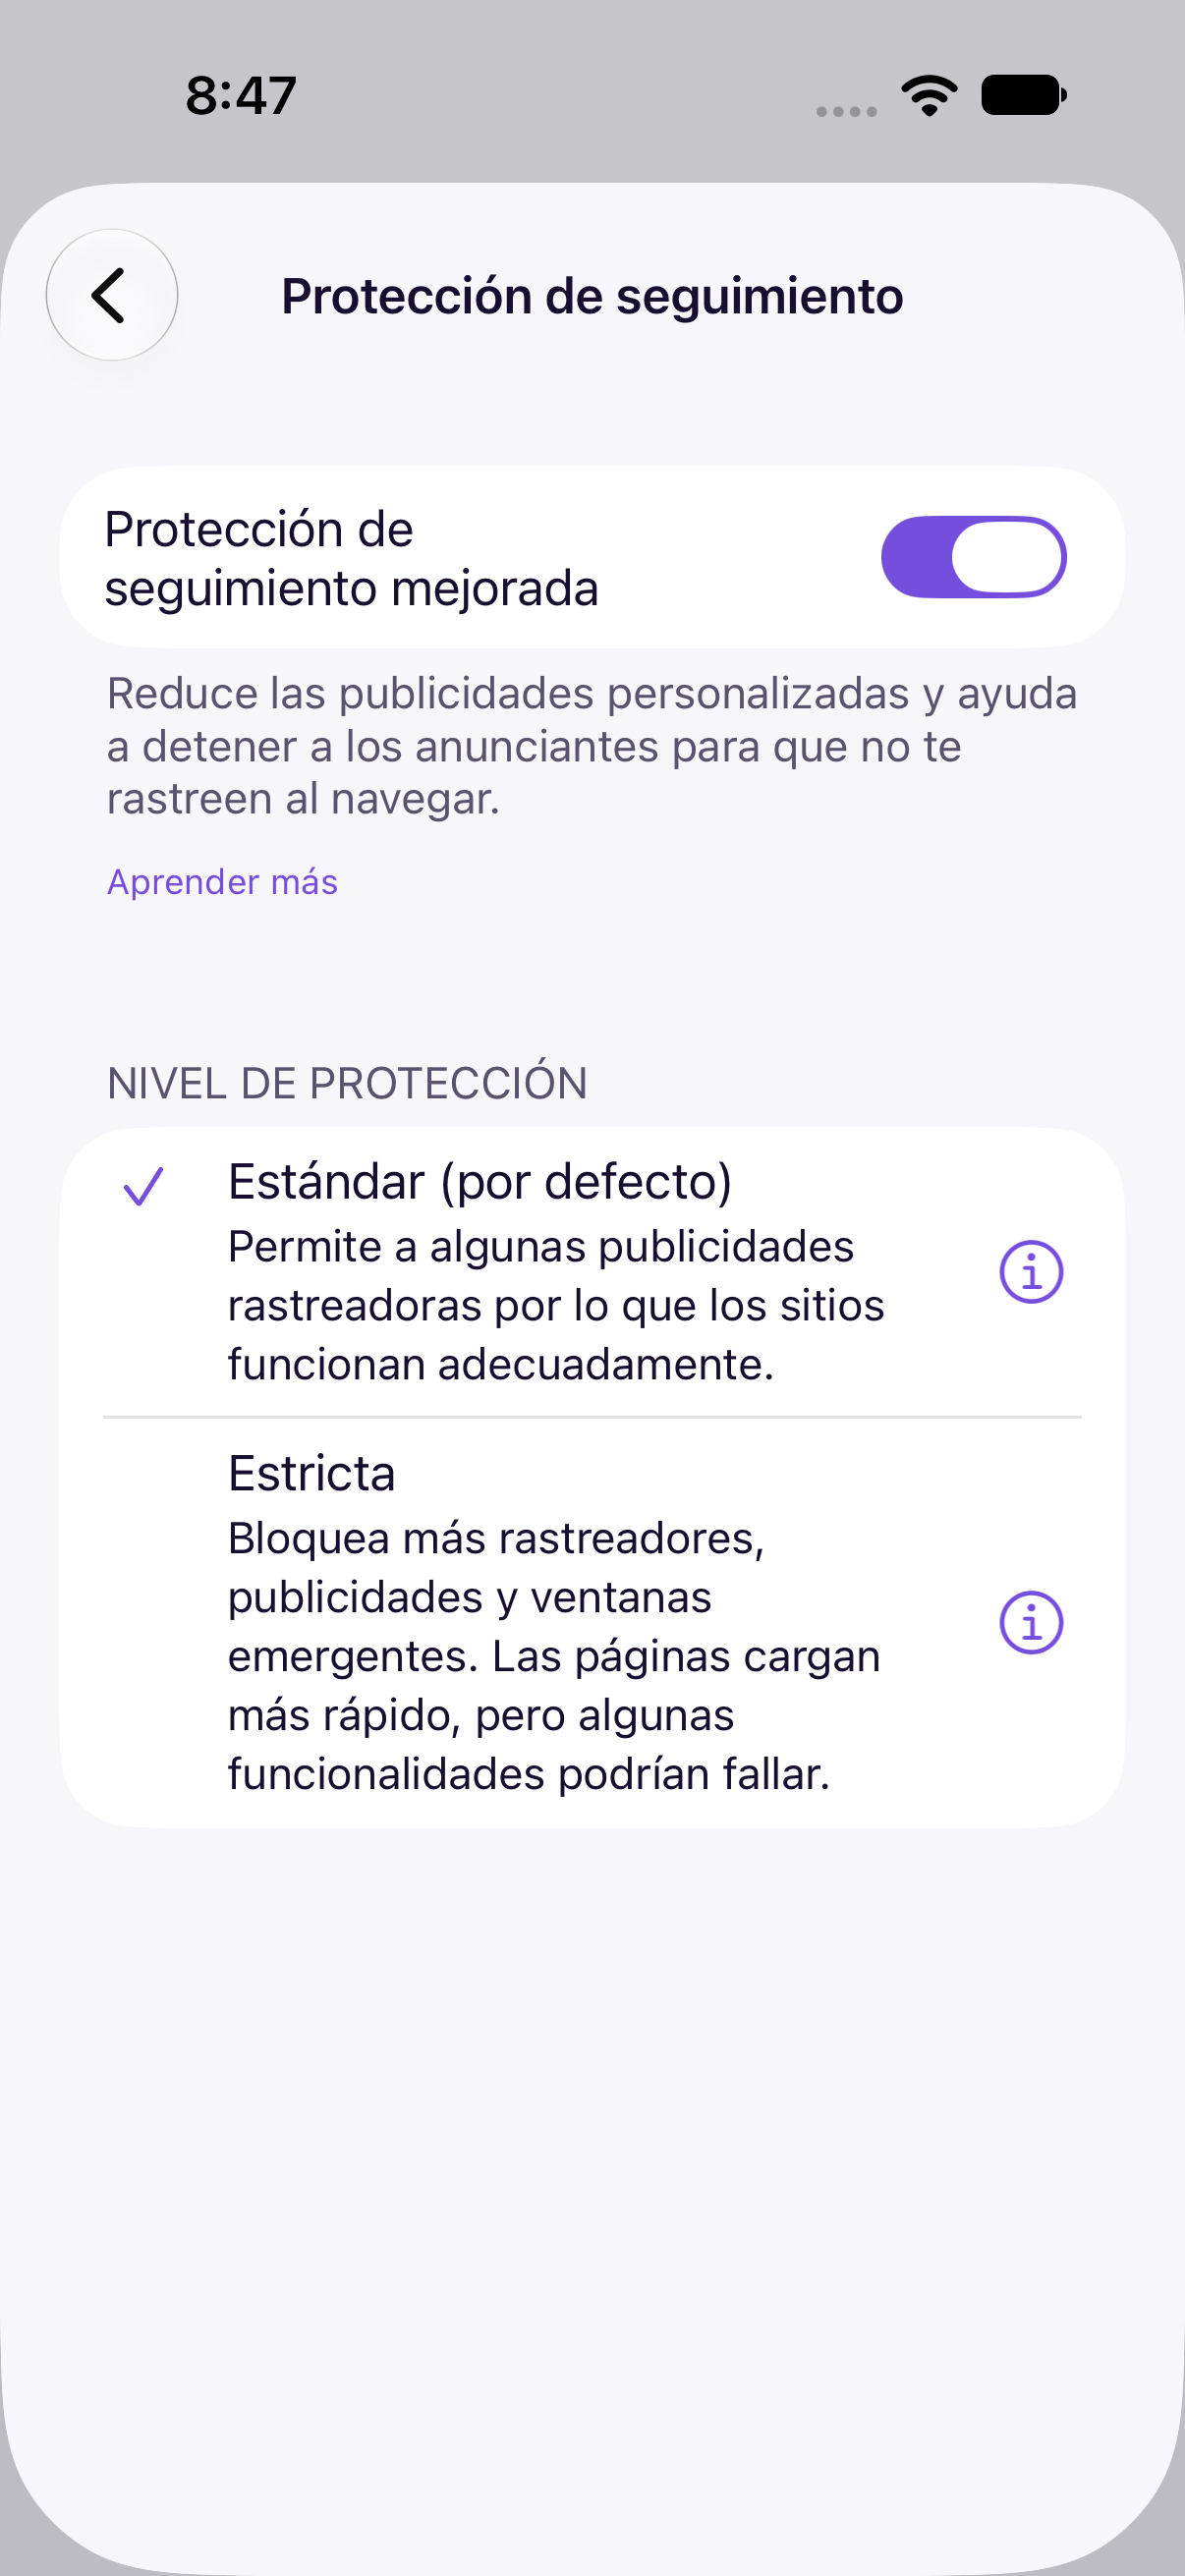 8:47
Protección de seguimiento
Protección de
seguimiento mejorada
Reduce las publicidades personalizadas y ayuda
a detener a los anunciantes para que no te
rastreen al navegar.
Aprender más
NIVEL DE PROTECCIÓN
Estándar (por defecto)
Permite a algunas publicidades
rastreadoras por lo que los sitios
funcionan adecuadamente.
Estricta
Bloquea más rastreadores,
publicidades y ventanas
emergentes. Las páginas cargan
más rápido, pero algunas
funcionalidades podrían fallar.